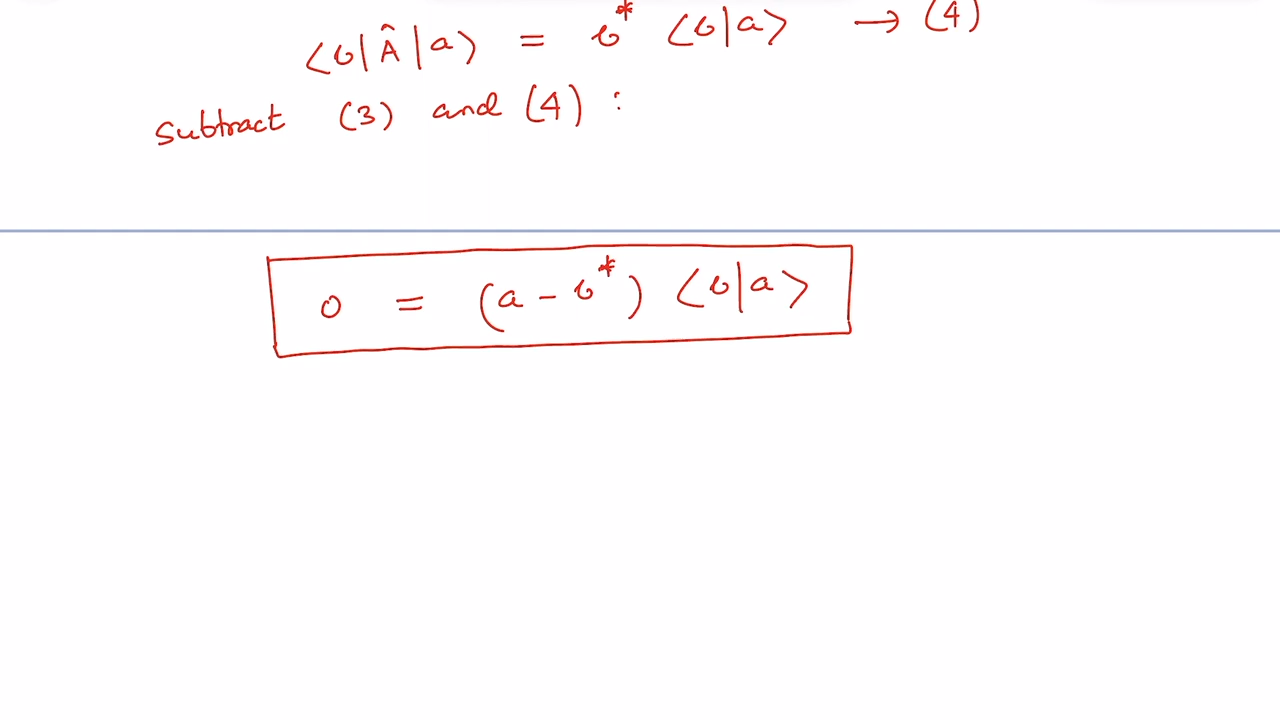 ⟨b|Â|a⟩ = b* ⟨b|a⟩ → (4)
Subtract (3) and (4) :
0 = (a - b*) ⟨b|a⟩